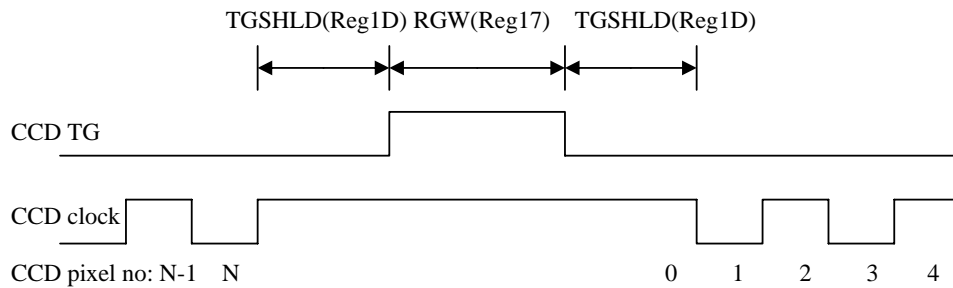 TGSHLD(Reg1D) RGW(Reg17) TGSHLD(Reg1D)
CCD TG
CCD clock
CCD pixel no: N-1 N 0 1 2 3 4